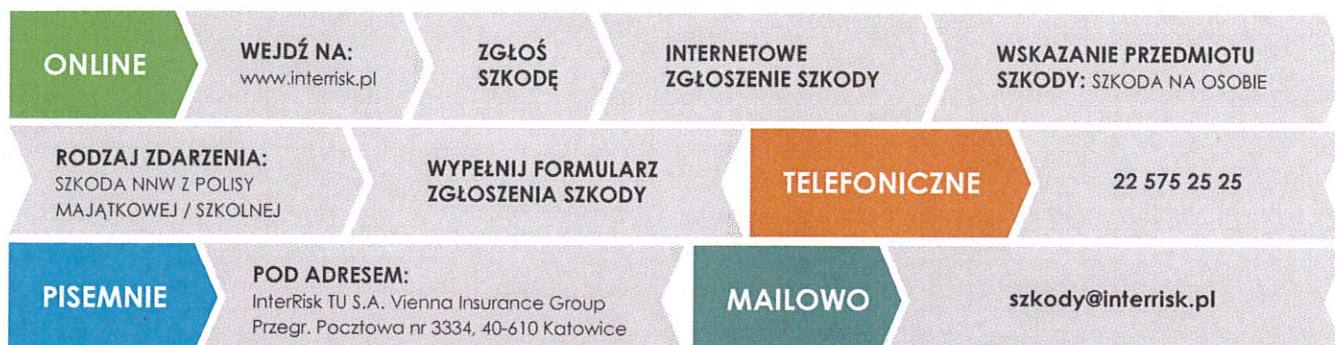 ONLINE
WEJDŹ NA:
www.interrisk.pl
ZGŁOŚ
SZKODĘ
INTERNETOWE
ZGŁOSZENIE SZKODY
WSKAZANIE PRZEDMIOTU
SZKODY: SZKODA NA OSOBIE
RODZAJ ZDARZENIA:
SZKODA NNW Z POLISY
MAJĄTKOWEJ / SZKOLNEJ
WYPEŁNIJ FORMULARZ
ZGŁOSZENIA SZKODY
TELEFONICZNE
22 575 25 25
PISEMNIE
POD ADRESEM:
InterRisk TU S.A. Vienna Insurance Group
Przegr. Pocztowa nr 3334, 40-610 Katowice
MAILOWO
szkody@interrisk.pl